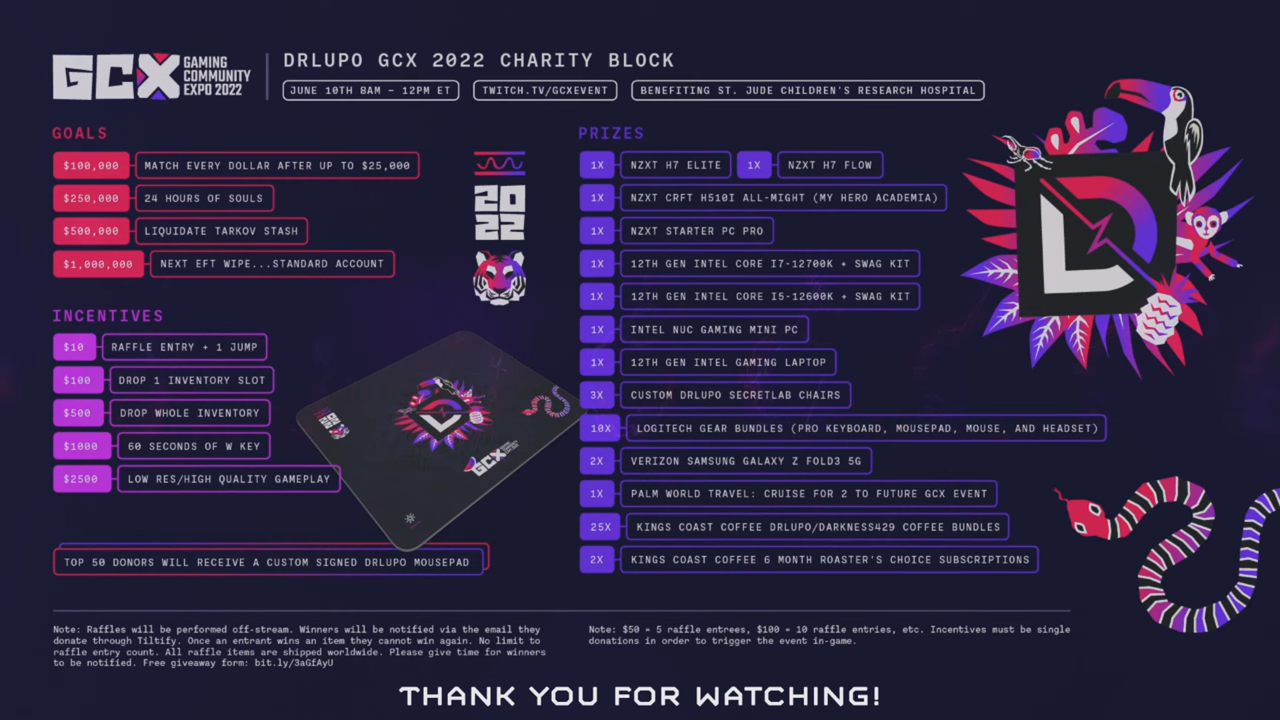 GCX
GAMING
COMMUNITY
EXPO 2022
DRLUPO GCX 2022 CHARITY BLOCK
JUNE 10TH 8AM – 12PM ET
TWITCH.TV/GCXEVENT
BENEFITING ST. JUDE CHILDREN'S RESEARCH HOSPITAL
GOALS
$100,000 MATCH EVERY DOLLAR AFTER UP TO $25,000
$250,000 24 HOURS OF SOULS
$500,000 LIQUIDATE TARKOV STASH
$1,000,000 NEXT EFT WIPE...STANDARD ACCOUNT
20
22
INCENTIVES
$10 RAFFLE ENTRY + 1 JUMP
$100 DROP 1 INVENTORY SLOT
$500 DROP WHOLE INVENTORY
$1000 60 SECONDS OF W KEY
$2500 LOW RES/HIGH QUALITY GAMEPLAY
GCX
TOP 50 DONORS WILL RECEIVE A CUSTOM SIGNED DRLUPO MOUSEPAD
PRIZES
1X NZXT H7 ELITE 1X NZXT H7 FLOW
1X NZXT CRFT H510I ALL-MIGHT (MY HERO ACADEMIA)
1X NZXT STARTER PC PRO
1X 12TH GEN INTEL CORE I7-12700K + SWAG KIT
1X 12TH GEN INTEL CORE I5-12600K + SWAG KIT
1X INTEL NUC GAMING MINI PC
1X 12TH GEN INTEL GAMING LAPTOP
3X CUSTOM DRLUPO SECRETLAB CHAIRS
10X LOGITECH GEAR BUNDLES (PRO KEYBOARD, MOUSEPAD, MOUSE, AND HEADSET)
2X VERIZON SAMSUNG GALAXY Z FOLD3 5G
1X PALM WORLD TRAVEL: CRUISE FOR 2 TO FUTURE GCX EVENT
25X KINGS COAST COFFEE DRLUPO/DARKNESS429 COFFEE BUNDLES
2X KINGS COAST COFFEE 6 MONTH ROASTER'S CHOICE SUBSCRIPTIONS
Note: Raffles will be performed off-stream. Winners will be notified via the email they
donate through Tiltify. Once an entrant wins an item they cannot win again. No limit to
raffle entry count. All raffle items are shipped worldwide. Please give time for winners
to be notified. Free giveaway form: bit.ly/3aGfAyU
Note: $50 = 5 raffle entrees, $100 = 10 raffle entries, etc. Incentives must be single
donations in order to trigger the event in-game.
THANK YOU FOR WATCHING!